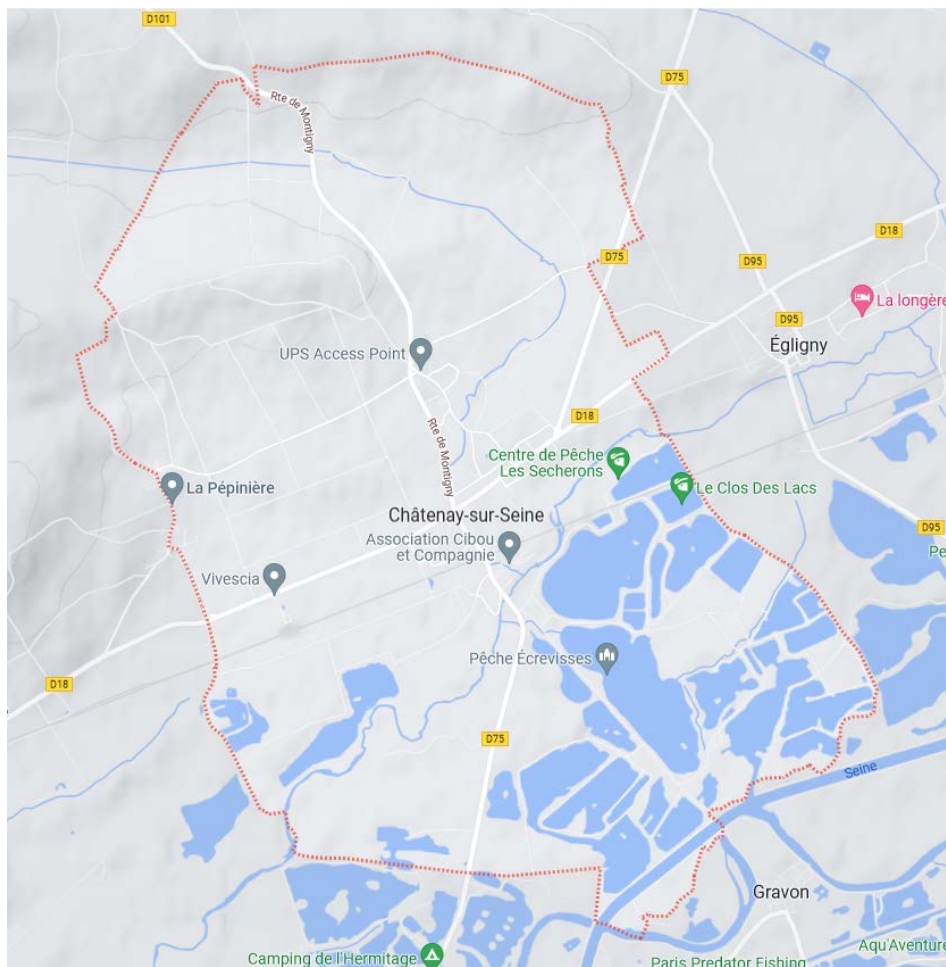 D101
Rte de Montigny
D75
D18
D75
D95
La longère
D95
Égligny
UPS Access Point
Rte de Montigny
D18
Centre de Pêche
Les Secherons
La Pépinière
Le Clos Des Lacs
Châtenay-sur-Seine
D95
Association Cibou
et Compagnie
Pe
Vivescia
Pêche Écrevisses
D18
D75
Seine
Gravon
Camping de l'Hermitage
Aqu'Aventure
Paris Predator Fishing